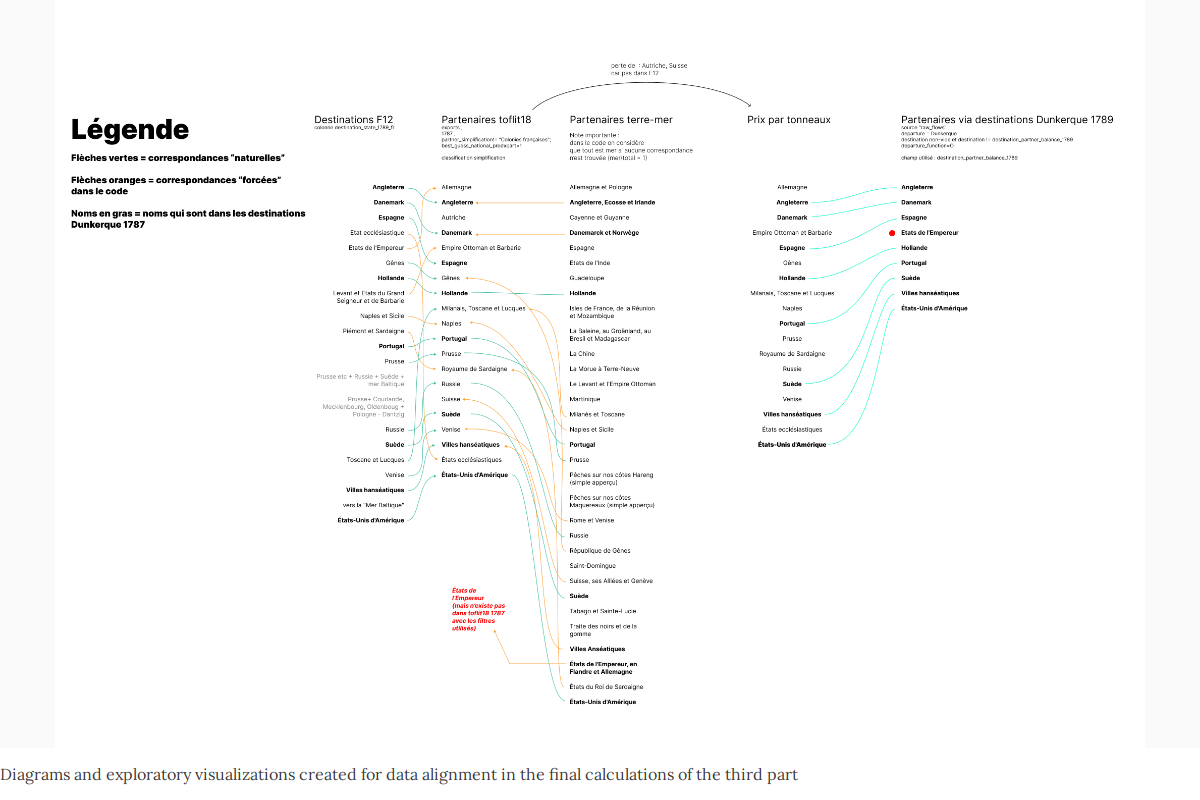 perte de : Autriche, Suisse
car pas dans F12
Légende
Flèches vertes = correspondances "naturelles"
Flèches oranges = correspondances "forcées"
dans le code
Noms en gras = noms qui sont dans les destinations
Dunkerque 1787
Destinations F12
colonne destination_state_1789_fr
Angleterre
Danemark
Espagne
Etat ecclésiastique
États de l'Empereur
Gênes
Hollande
Levant et Etats du Grand
Seigneur et de Barbarie
Naples et Sicile
Piémont et Sardaigne
Portugal
Prusse
Prusse etc + Russie + Suède +
mer Baltique
Prusse+ Courlande,
Mecklenbourg, Oldenboug +
Pologne - Dantzig
Russie
Suède
Toscane et Lucques
Venise
Villes hanséatiques
vers la "Mer Baltique"
États-Unis d'Amérique
Partenaires toflit18
exports ;
1787 ;
partner_simplification! "Colonies françaises";
best_guess_national_prodxpart=1
classification simplification
Allemagne
Angleterre
Autriche
Danemark
Empire Ottoman et Barbarie
Espagne
Gênes
Hollande
Milanais, Toscane et Lucques
Naples
Portugal
Prusse
Royaume de Sardaigne
Russie
Suisse
Suède
Venise
Villes hanséatiques
États ecclésiastiques
États-Unis d'Amérique
États de
l'Empereur
(mais n'existe pas
dans toflit18 1787
avec les filtres
utilisés)
Partenaires terre-mer
Note importante :
dans le code on considère
que tout est mer si aucune correspondance
n'est trouvée (mer/total = 1)
Allemagne et Pologne
Angleterre, Ecosse et Irlande
Cayenne et Guyanne
Danemarck et Norwège
Espagne
Etats de l'Inde
Guadeloupe
Hollande
Isles de France, de la Réunion
et Mozambique
La Baleine, au Groënland, au
Bresil et Madagascar
La Chine
La Morue à Terre-Neuve
Le Levant et l'Empire Ottoman
Martinique
Milanès et Toscane
Naples et Sicile
Portugal
Prusse
Pêches sur nos côtes Hareng
(simple apperçu)
Pêches sur nos côtes
Maquereaux (simple apperçu)
Rome et Venise
Russie
République de Gênes
Saint-Domingue
Suisse, ses Alliées et Genève
Suède
Tabago et Sainte-Lucie
Traite des noirs et de la
gomme
Villes Anséatiques
États de l'Empereur, en
Flandre et Allemagne
États du Roi de Sardaigne
États-Unis d'Amérique
Prix par tonneaux
Allemagne
Angleterre
Danemark
Empire Ottoman et Barbarie
Espagne
Gênes
Hollande
Milanais, Toscane et Lucques
Naples
Portugal
Prusse
Royaume de Sardaigne
Russie
Suède
Venise
Villes hanséatiques
États ecclésiastiques
États-Unis d'Amérique
Partenaires via destinations Dunkerque 1789
source "raw_flows"
departure = Dunkerque
destination non-vide et destination != destination_partner_balance_1789
departure_function=O
champ utilisé : destination_partner_balance_1789
Angleterre
Danemark
Espagne
Etats de l'Empereur
Hollande
Portugal
Suède
Villes hanséatiques
États-Unis d'Amérique
Diagrams and exploratory visualizations created for data alignment in the final calculations of the third part